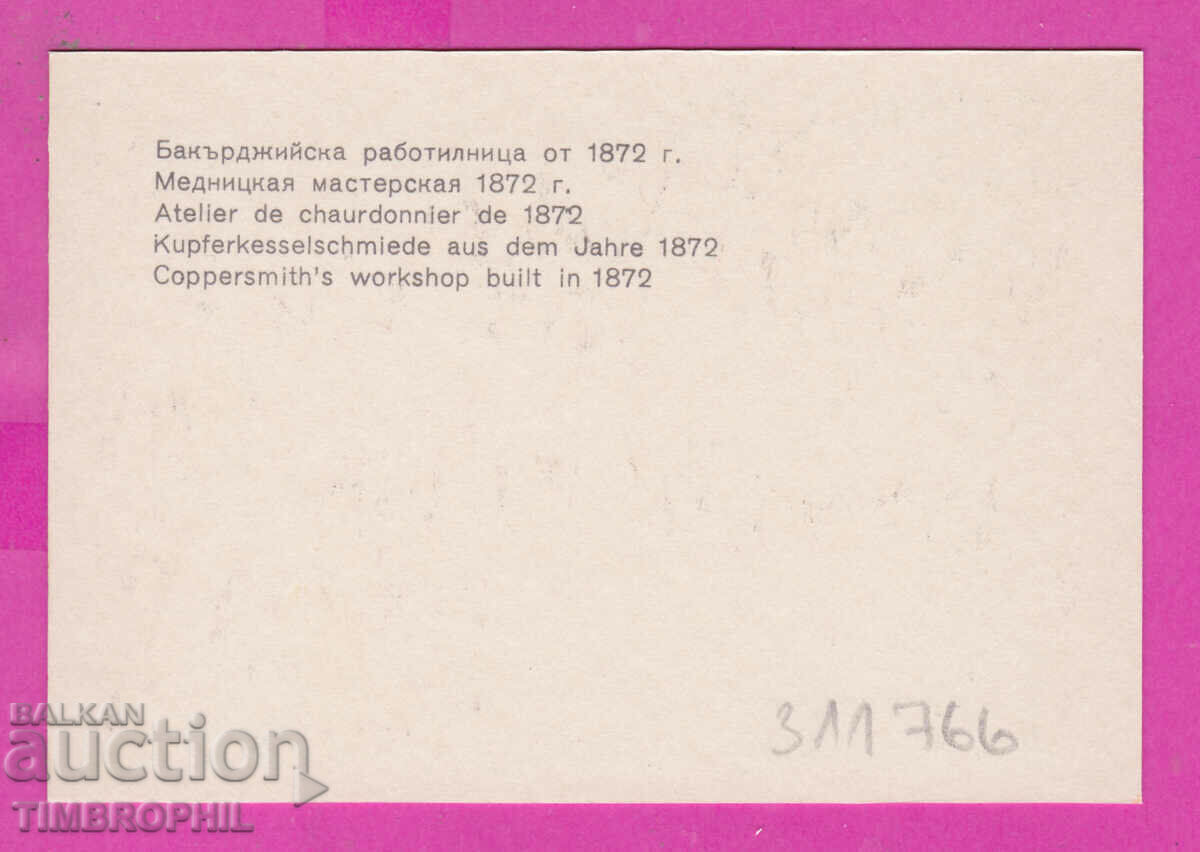 Бакърджийска работилница от 1872 г.
Медницкая мастерская 1872 г.
Atelier de chaurdonnier de 1872
Kupferkesselschmiede aus dem Jahre 1872
Coppersmith's workshop built in 1872
311766
BALKAN
auction
TIMBROPHIL